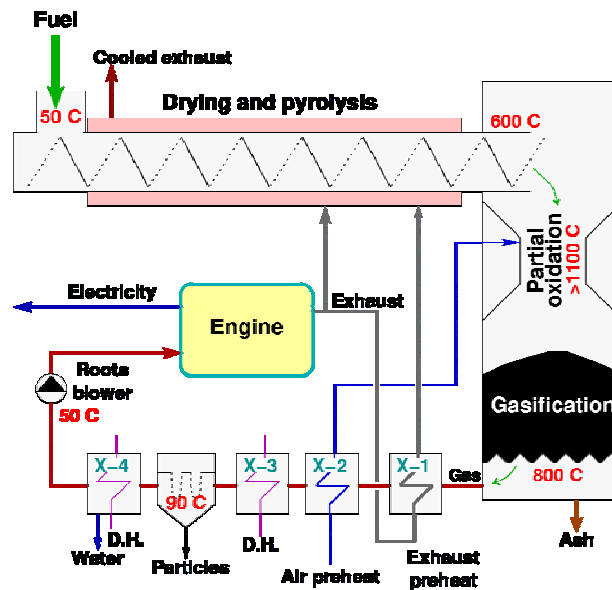 Fuel
Cooled exhaust
Drying and pyrolysis
50 C
600 C
Partial
oxidation
>1100 C
Electricity
Exhaust
Engine
Roots
blower
50 C
Gasification
X-4
X-3
X-2
X-1
Gas
800 C
90 C
D.H.
Water
Particles
D.H.
Air preheat
Exhaust
preheat
Ash